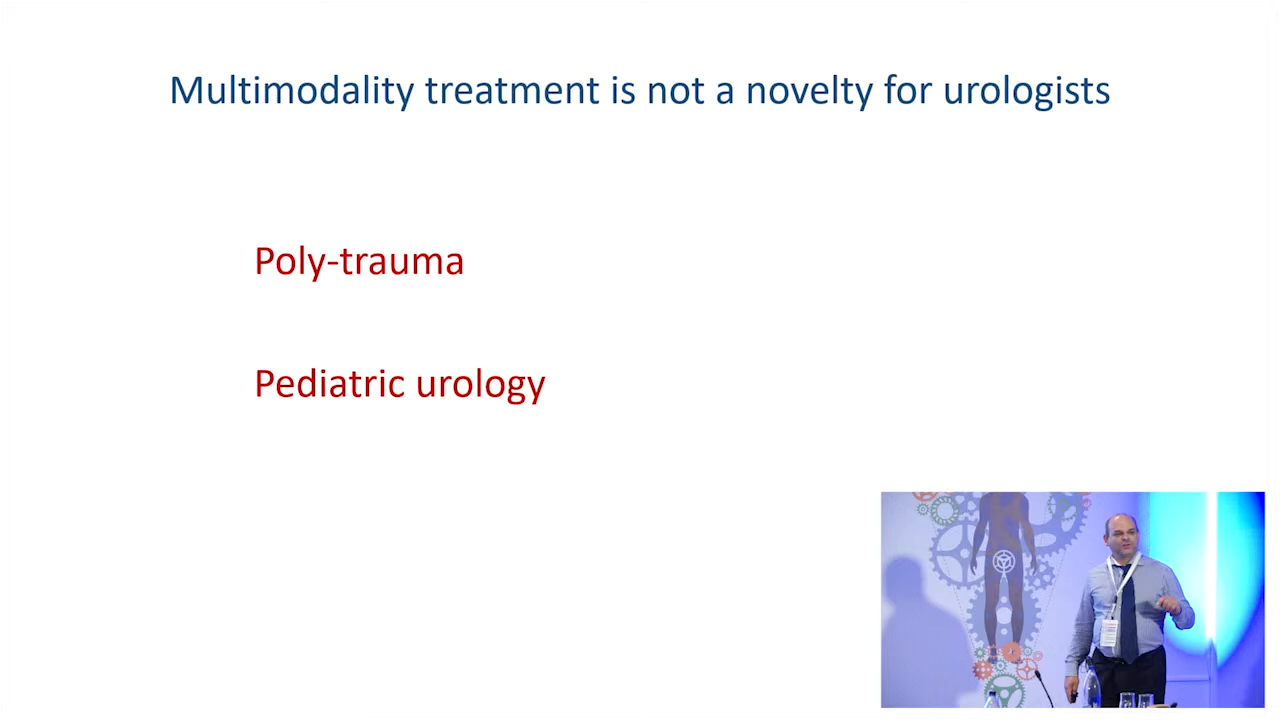 Multimodality treatment is not a novelty for urologists
Poly-trauma
Pediatric urology